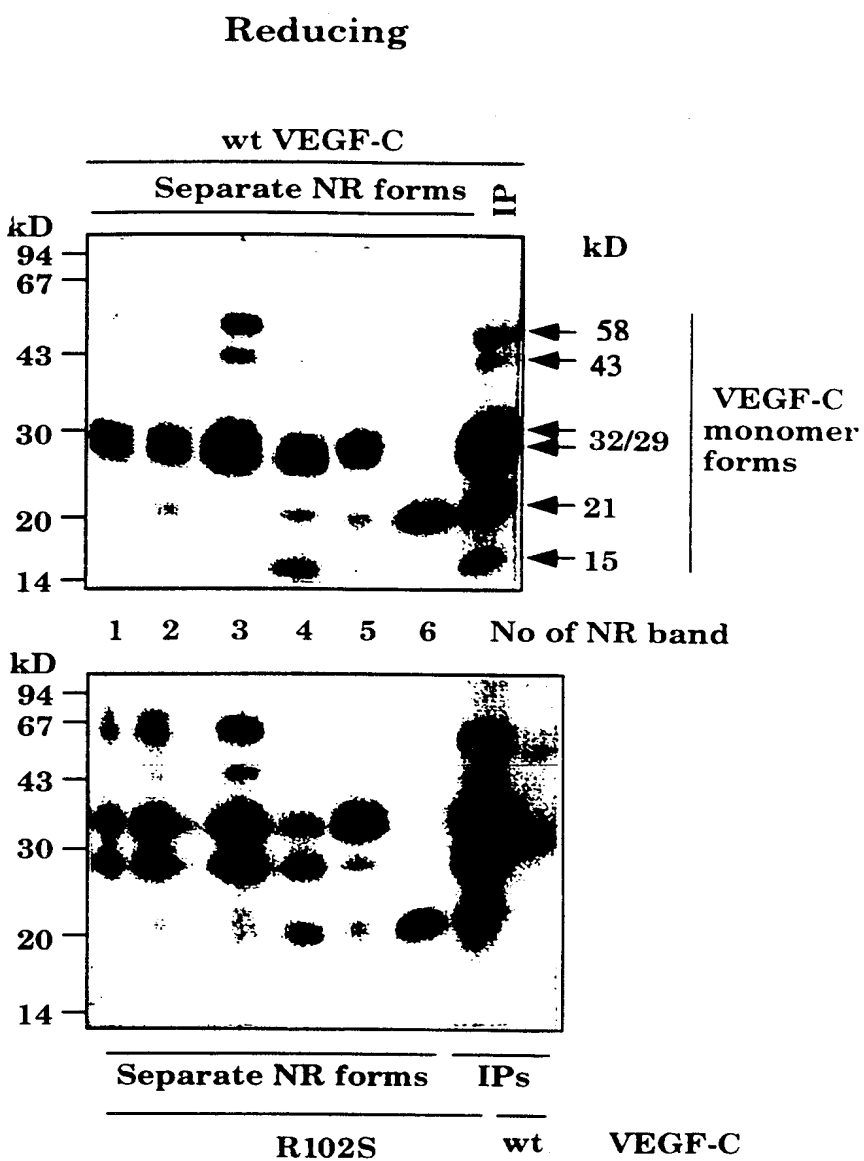 Reducing
wt VEGF-C
Separate NR forms
IP
kD
94
67
43
30
20
14
kD
58
43
32/29
21
15
VEGF-C
monomer
forms
1 2 3 4 5 6 No of NR band
kD
94
67
43
30
20
14
Separate NR forms IPs
R102S wt VEGF-C